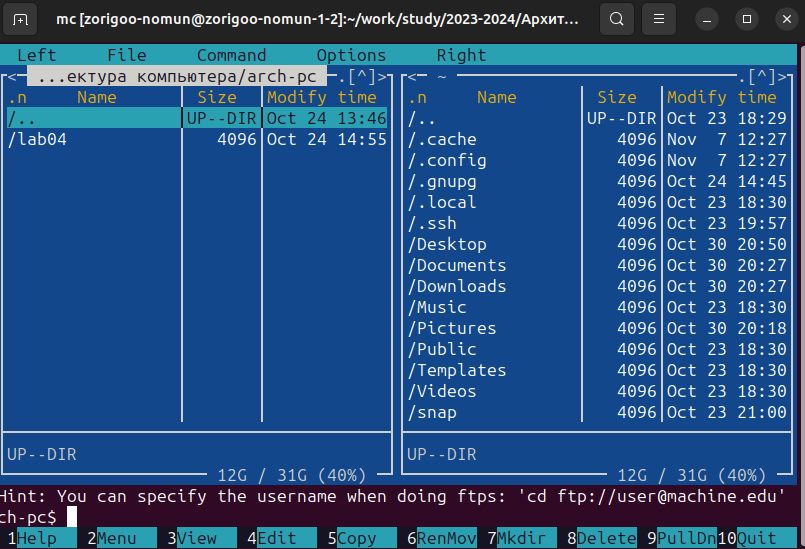 mc [zorigoo-nomun@zorigoo-nomun-1-2]:~/work/study/2023-2024/Архит...
Left File Command Options Right
<- ...ектура компьютера/arch-pc .[^]>
.n Name Size Modify time
/.. UP--DIR Oct 24 13:46
/lab04 4096 Oct 24 14:55
UP--DIR
12G / 31G (40%)
<- ~ .[^]>
.n Name Size Modify time
/.. UP--DIR Oct 23 18:29
/.cache 4096 Nov 7 12:27
/.config 4096 Nov 7 12:27
/.gnupg 4096 Oct 24 14:45
/.local 4096 Oct 23 18:30
/.ssh 4096 Oct 23 19:57
/Desktop 4096 Oct 30 20:50
/Documents 4096 Oct 30 20:27
/Downloads 4096 Oct 30 20:27
/Music 4096 Oct 23 18:30
/Pictures 4096 Oct 30 20:18
/Public 4096 Oct 23 18:30
/Templates 4096 Oct 23 18:30
/Videos 4096 Oct 23 18:30
/snap 4096 Oct 23 21:00
UP--DIR
12G / 31G (40%)
Hint: You can specify the username when doing ftps: 'cd ftp://user@machine.edu'
ch-pc$
1Help 2Menu 3View 4Edit 5Copy 6RenMov 7Mkdir 8Delete 9PullDn 10Quit